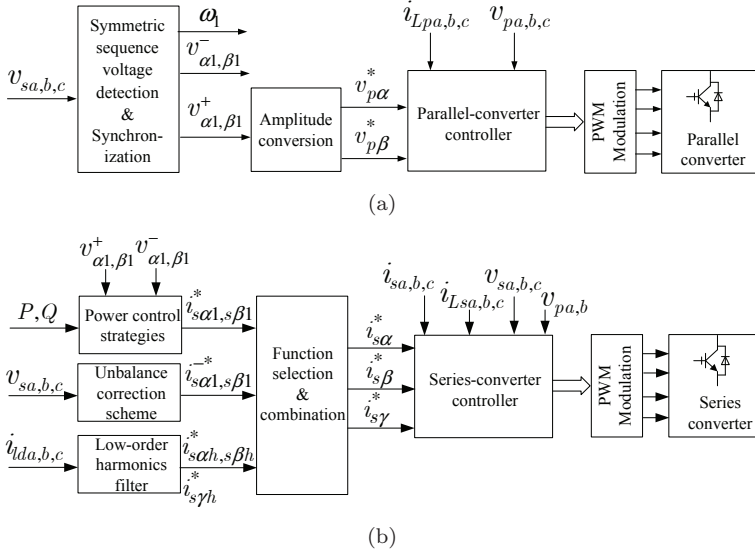 Symmetric
sequence
voltage
detection
&
Synchron-
ization
v_{sa,b,c}
ω_1
v^-_{α1,β1}
v^+_{α1,β1}
Amplitude
conversion
v^*_{pα}
v^*_{pβ}
i_{Lpa,b,c}
v_{pa,b,c}
Parallel-converter
controller
PWM
Modulation
Parallel
converter
(a)
v^+_{α1,β1}
v^-_{α1,β1}
P,Q
Power control
strategies
i^*_{sα1,sβ1}
v_{sa,b,c}
Unbalance
correction
scheme
i^{-*}_{sα1,sβ1}
i_{lda,b,c}
Low-order
harmonics
filter
i^*_{sαh,sβh}
i^*_{sγh}
Function
selection
&
combination
i^*_{sα}
i^*_{sβ}
i^*_{sγ}
i_{sa,b,c}
i_{Lsa,b,c}
v_{sa,b,c}
v_{pa,b}
Series-converter
controller
PWM
Modulation
Series
converter
(b)